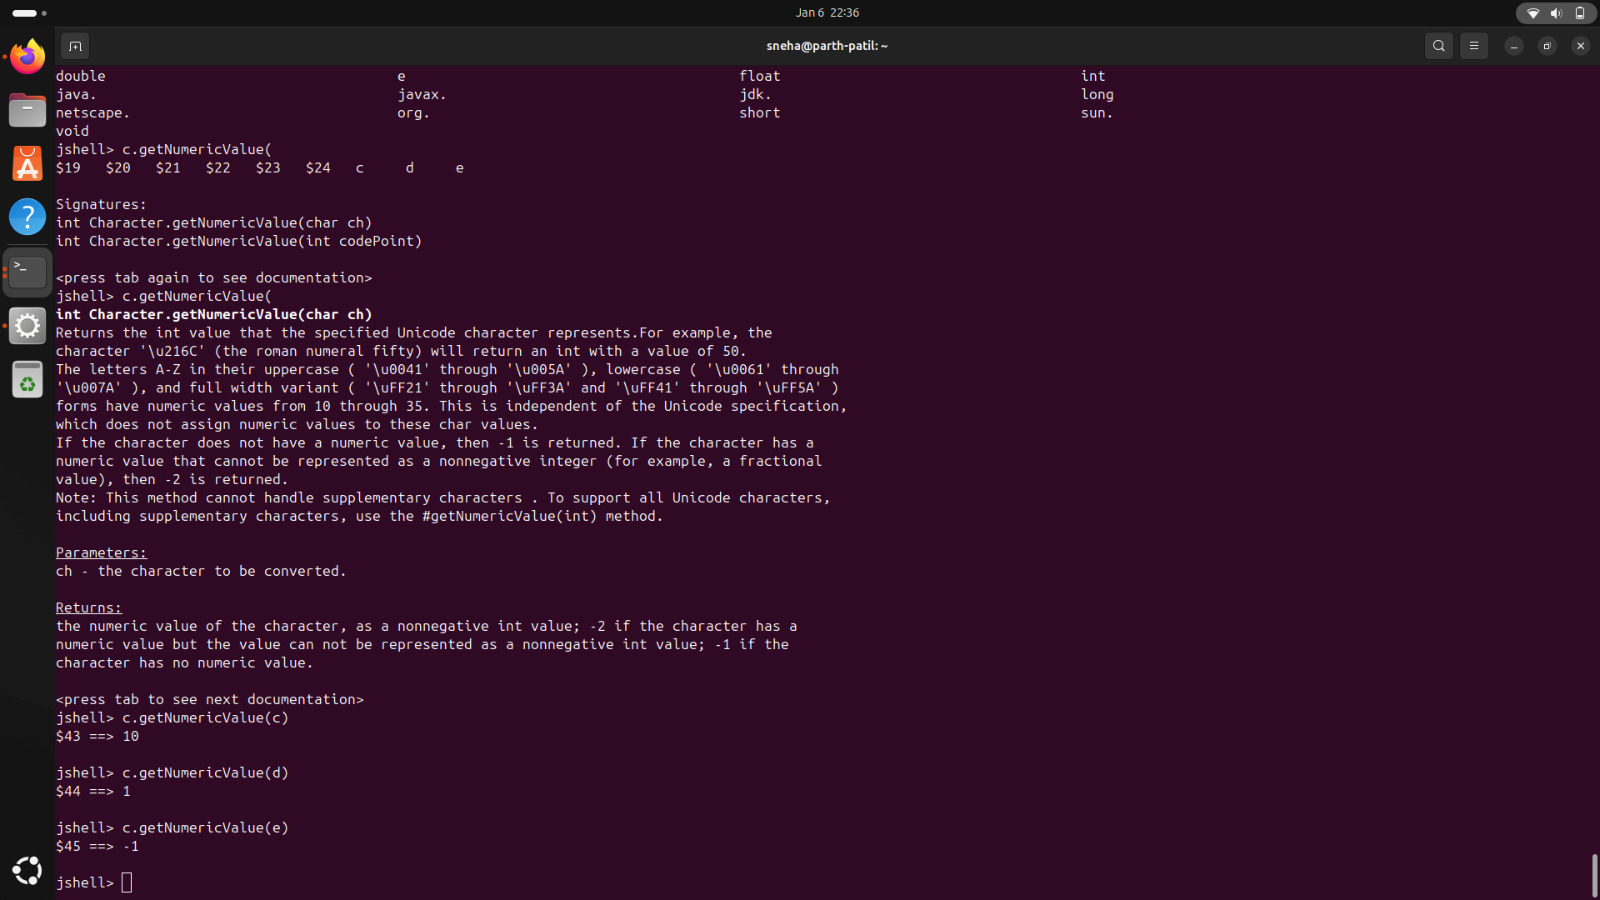 Jan 6 22:36
sneha@parth-patil: ~
double e float int
java. javax. jdk. long
netscape. org. short sun.
void
jshell> c.getNumericValue(
$19 $20 $21 $22 $23 $24 c d e
Signatures:
int Character.getNumericValue(char ch)
int Character.getNumericValue(int codePoint)
<press tab again to see documentation>
jshell> c.getNumericValue(
int Character.getNumericValue(char ch)
Returns the int value that the specified Unicode character represents.For example, the
character '\u216C' (the roman numeral fifty) will return an int with a value of 50.
The letters A-Z in their uppercase ( '\u0041' through '\u005A' ), lowercase ( '\u0061' through
'\u007A' ), and full width variant ( '\uFF21' through '\uFF3A' and '\uFF41' through '\uFF5A' )
forms have numeric values from 10 through 35. This is independent of the Unicode specification,
which does not assign numeric values to these char values.
If the character does not have a numeric value, then -1 is returned. If the character has a
numeric value that cannot be represented as a nonnegative integer (for example, a fractional
value), then -2 is returned.
Note: This method cannot handle supplementary characters . To support all Unicode characters,
including supplementary characters, use the #getNumericValue(int) method.
Parameters:
ch - the character to be converted.
Returns:
the numeric value of the character, as a nonnegative int value; -2 if the character has a
numeric value but the value can not be represented as a nonnegative int value; -1 if the
character has no numeric value.
<press tab to see next documentation>
jshell> c.getNumericValue(c)
$43 ==> 10
jshell> c.getNumericValue(d)
$44 ==> 1
jshell> c.getNumericValue(e)
$45 ==> -1
jshell>